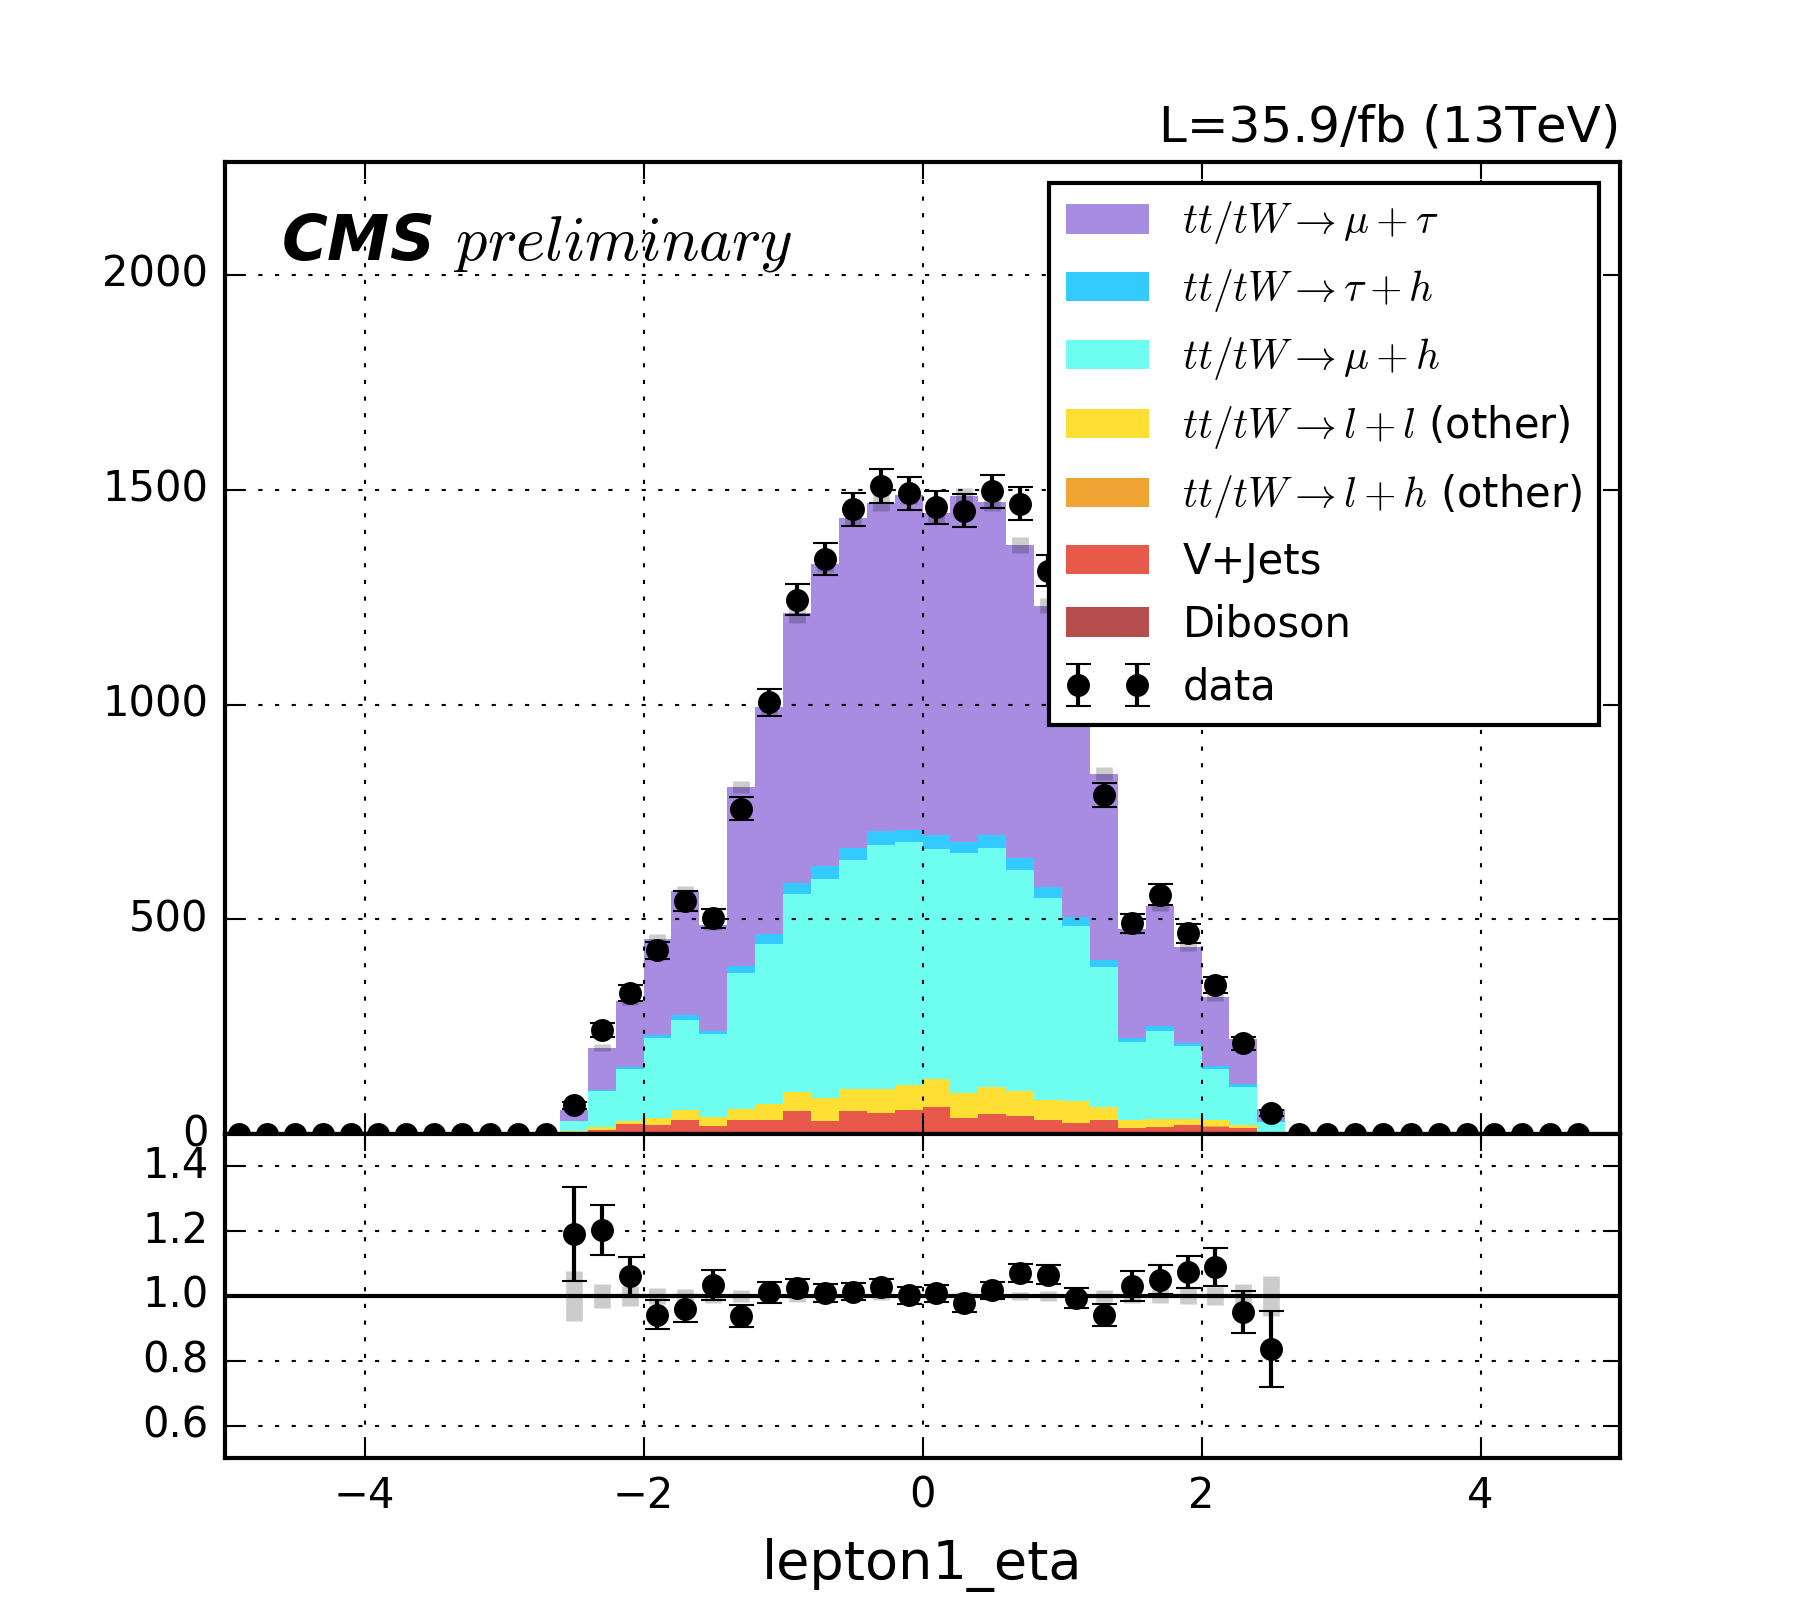 L=35.9/fb (13TeV)
CMS preliminary
tt/tW→μ+τ
tt/tW→τ+h
tt/tW→μ+h
tt/tW→l+l (other)
tt/tW→l+h (other)
V+Jets
Diboson
data
2000
1500
1000
500
0
1.4
1.2
1.0
0.8
0.6
−4 −2 0 2 4
lepton1_eta